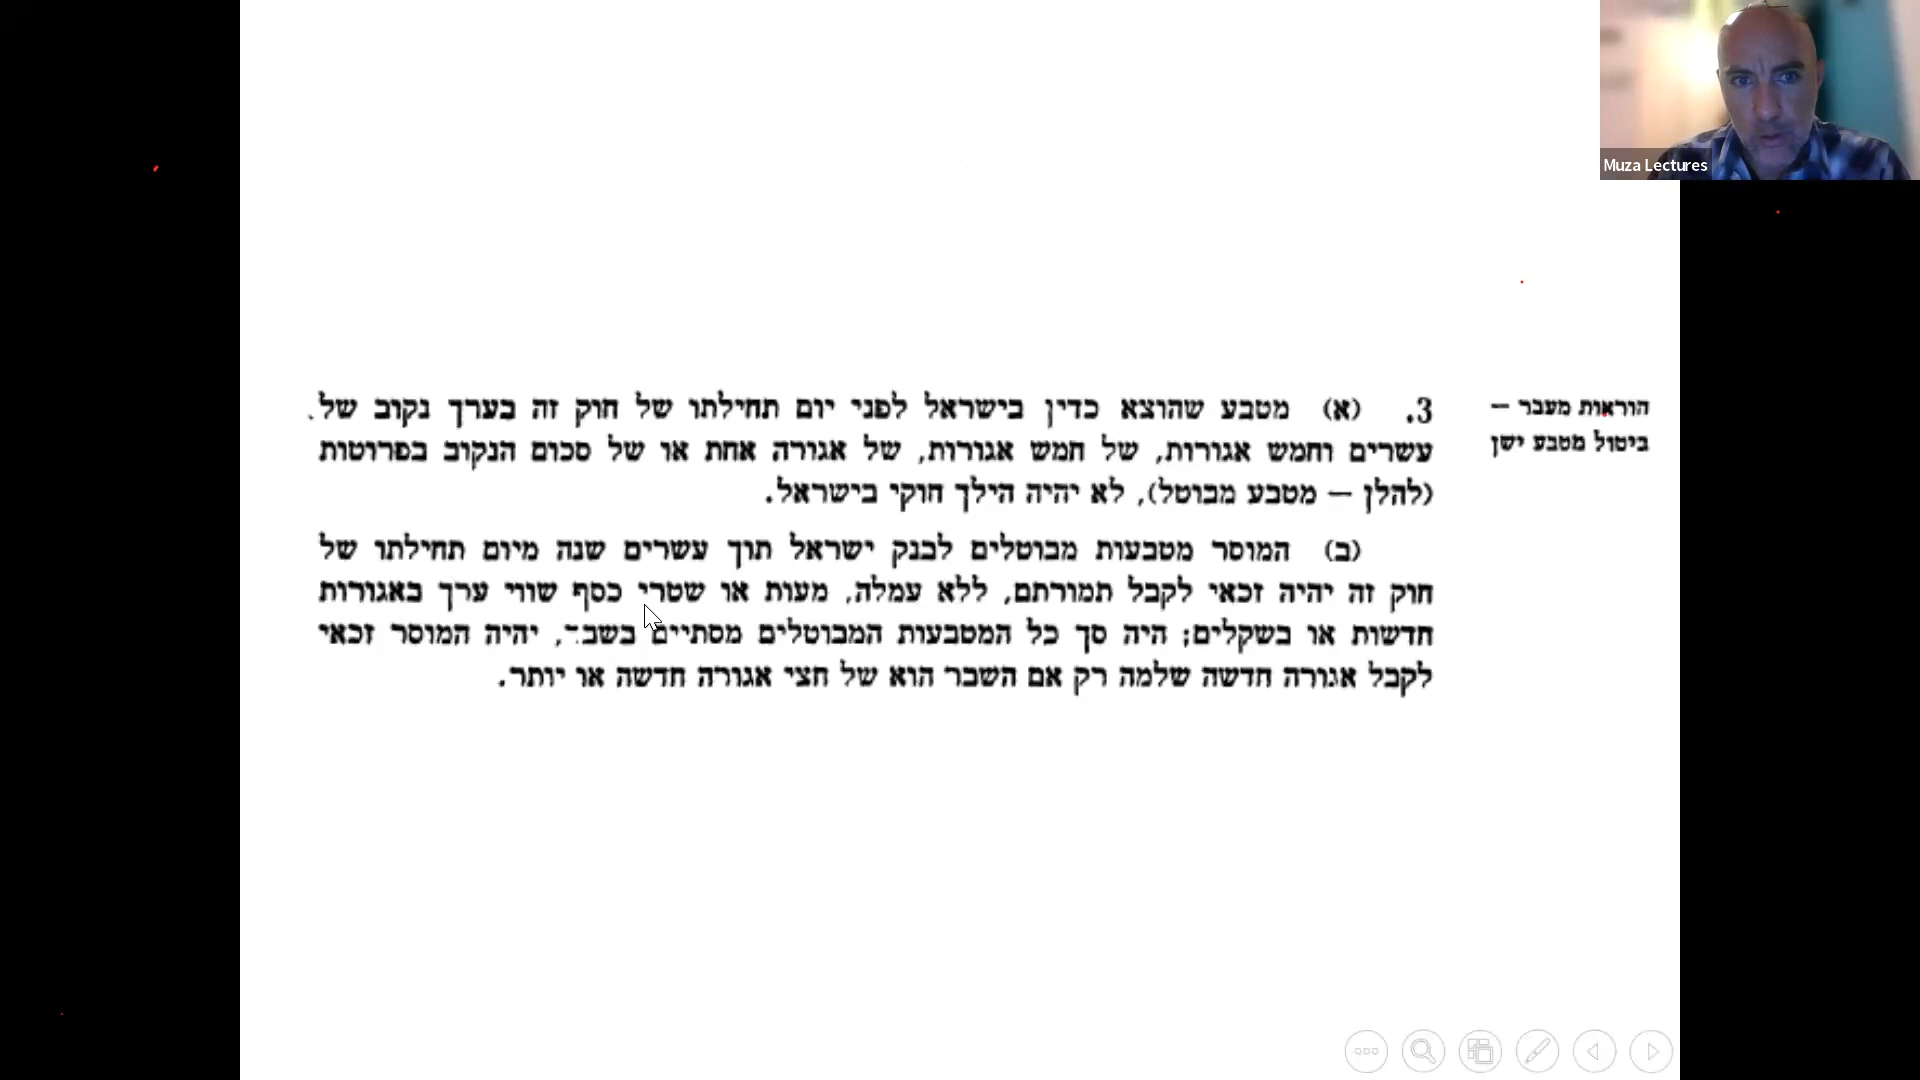 Muza Lectures
הוראות מעבר –
ביטול מטבע ישן
3. (א) מטבע שהוצא כדין בישראל לפני יום תחילתו של חוק זה בערך נקוב של
עשרים וחמש אגורות, של חמש אגורות, של אגורה אחת או של סכום הנקוב בפרוטות
(להלן – מטבע מבוטל), לא יהיה הילך חוקי בישראל.
(ב) המוסר מטבעות מבוטלים לבנק ישראל תוך עשרים שנה מיום תחילתו של
חוק זה יהיה זכאי לקבל תמורתם, ללא עמלה, מעות או שטרי כסף שווי ערך באגורות
חדשות או בשקלים; היה סך כל המטבעות המבוטלים מסתיים בשבר, יהיה המוסר זכאי
לקבל אגורה חדשה שלמה רק אם השבר הוא של חצי אגורה חדשה או יותר.